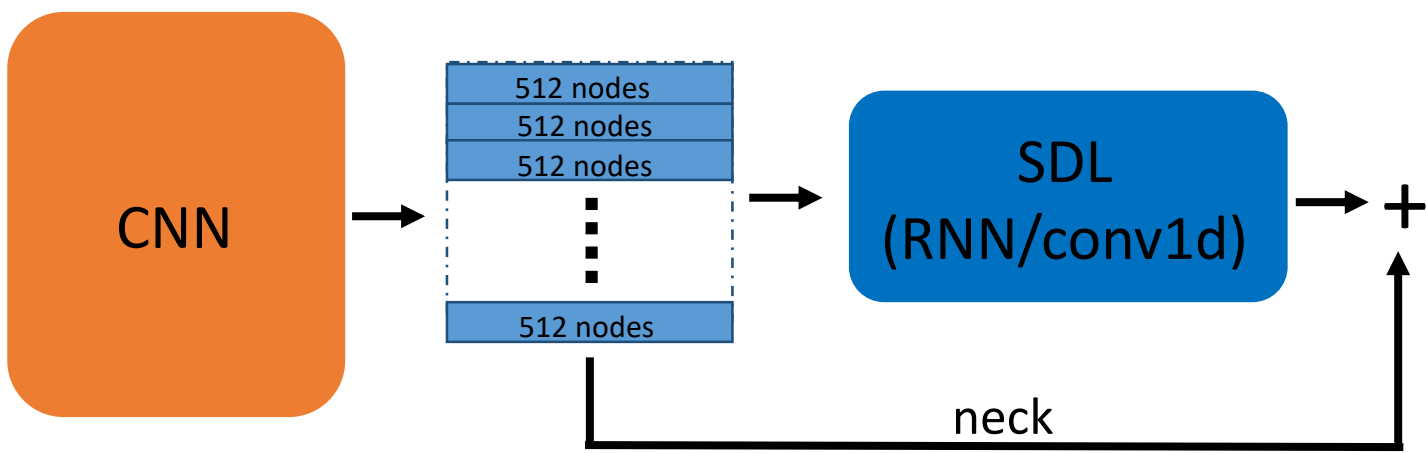 CNN
512 nodes
512 nodes
512 nodes
512 nodes
SDL
(RNN/conv1d)
+
neck